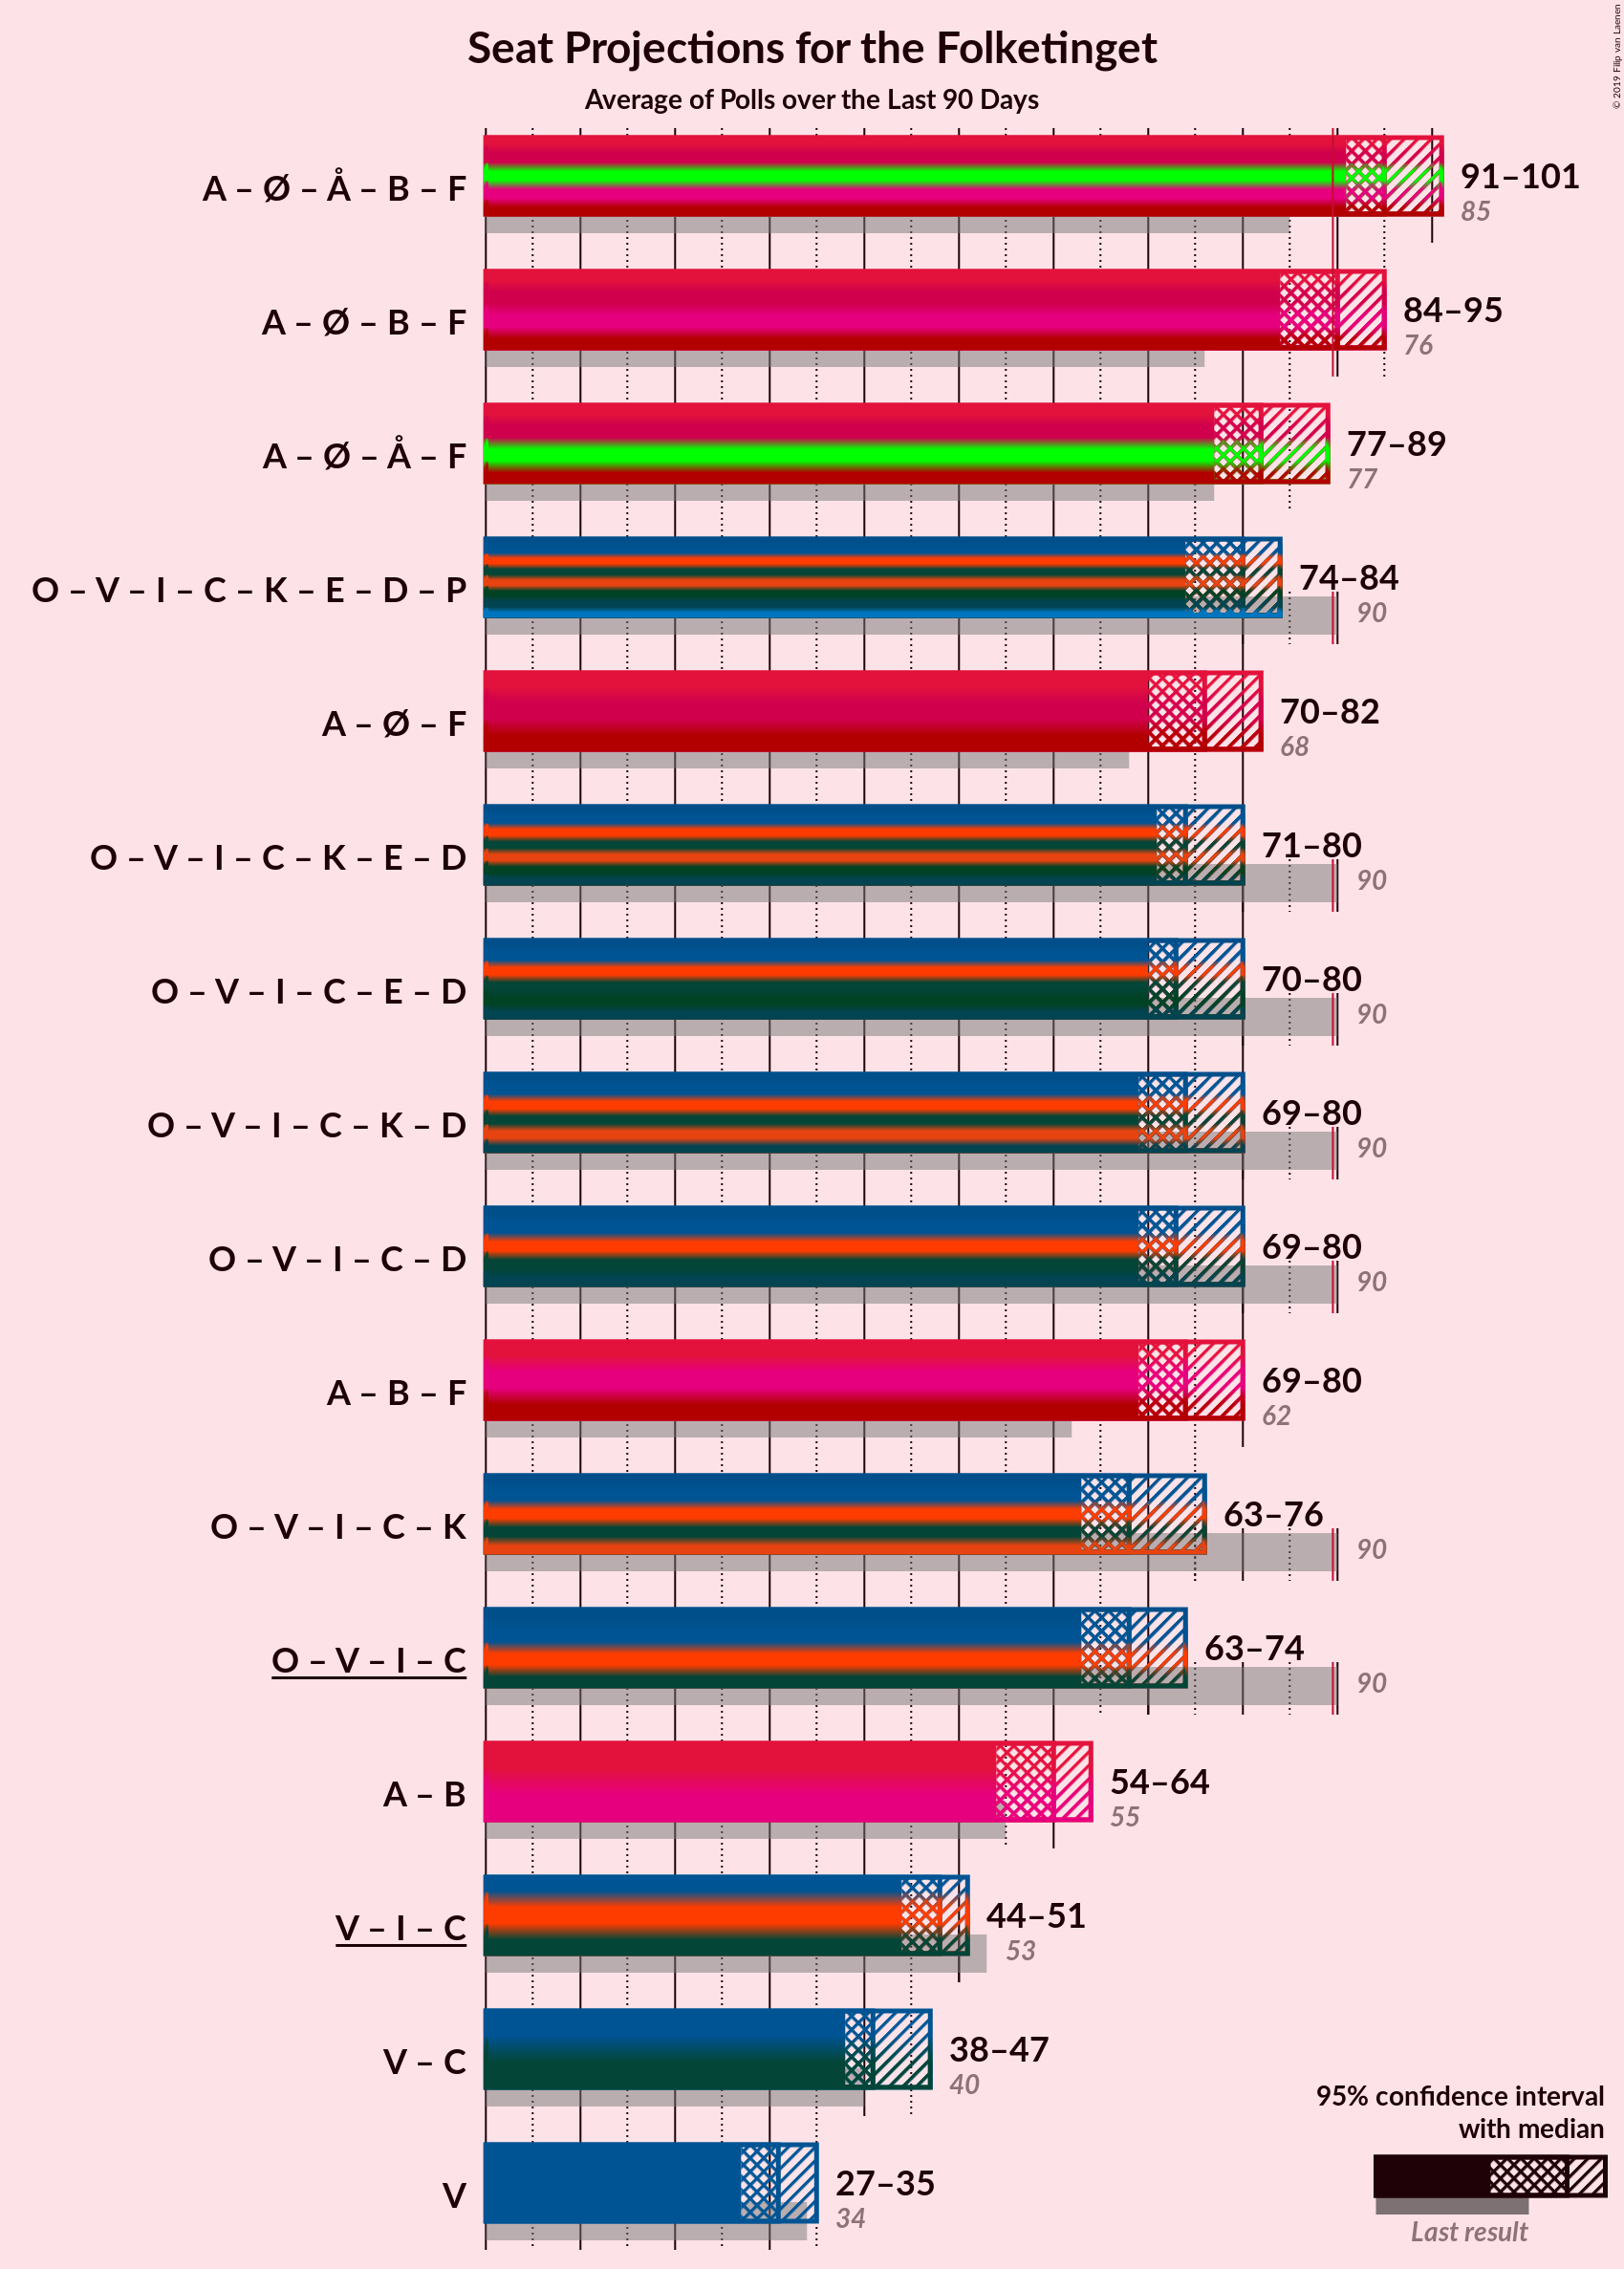 Seat Projections for the Folketinget
Average of Polls over the Last 90 Days
© 2019 Filip van Laenen
A – Ø – Å – B – F
91–101
85
A – Ø – B – F
84–95
76
A – Ø – Å – F
77–89
77
O – V – I – C – K – E – D – P
74–84
90
A – Ø – F
70–82
68
O – V – I – C – K – E – D
71–80
90
O – V – I – C – E – D
70–80
90
O – V – I – C – K – D
69–80
90
O – V – I – C – D
69–80
90
A – B – F
69–80
62
O – V – I – C – K
63–76
90
O – V – I – C
63–74
90
A – B
54–64
55
V – I – C
44–51
53
V – C
38–47
40
V
27–35
34
95% confidence interval
with median
Last result